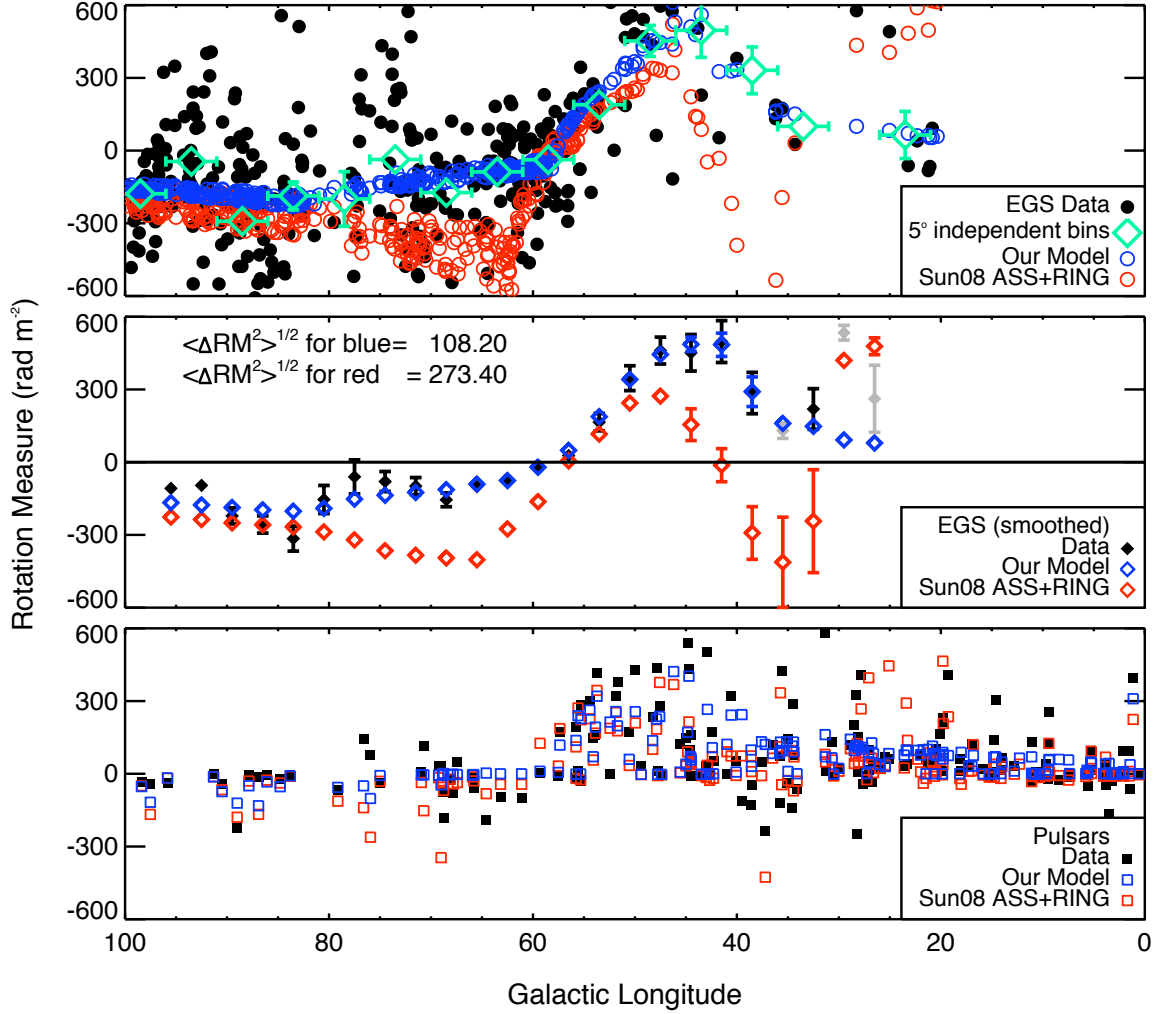 600
300
0
-300
-600
EGS Data
5° independent bins
Our Model
Sun08 ASS+RING
Rotation Measure (rad m⁻²)
600
300
0
-300
-600
<ΔRM²>¹/² for blue= 108.20
<ΔRM²>¹/² for red = 273.40
EGS (smoothed)
Data
Our Model
Sun08 ASS+RING
600
300
0
-300
-600
Pulsars
Data
Our Model
Sun08 ASS+RING
100 80 60 40 20 0
Galactic Longitude